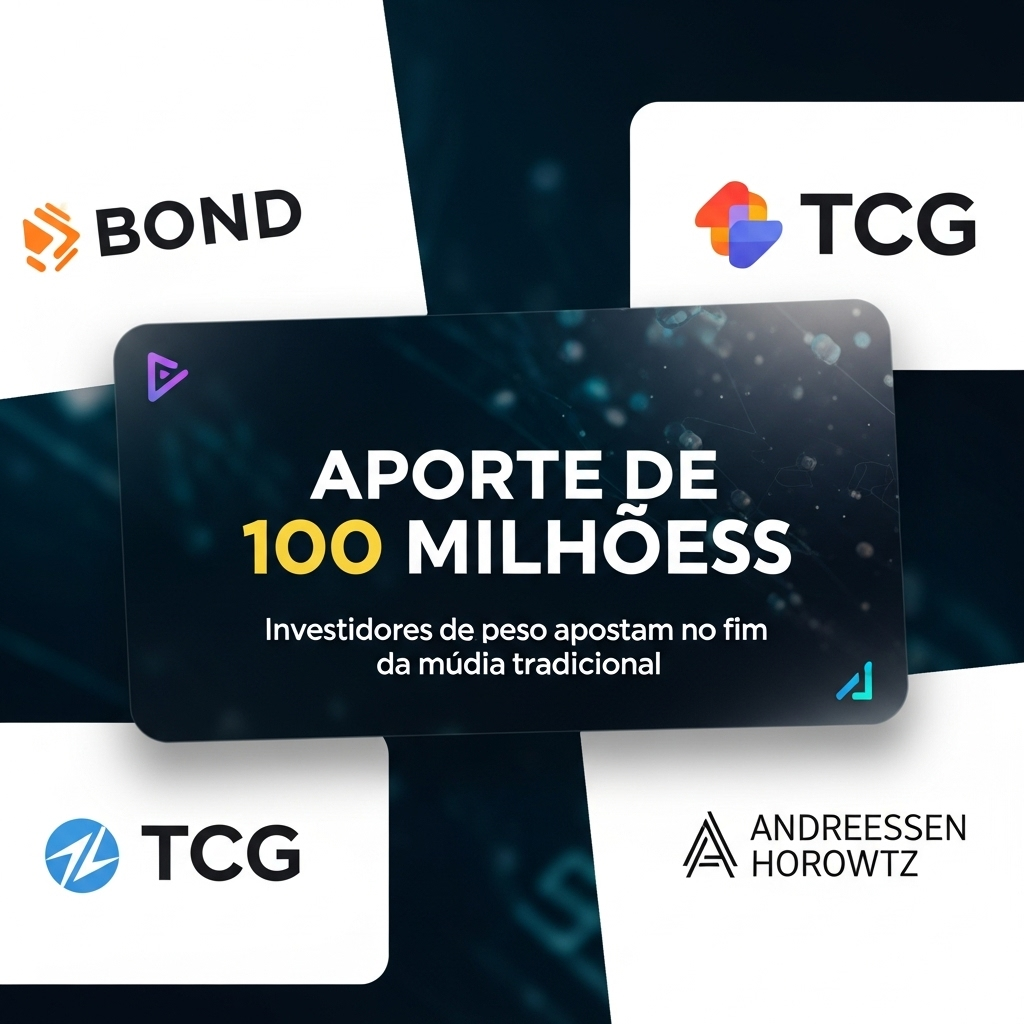 BOND
TCG
APORTE DE
100 MILHÕESS
Investidores de peso apostam no fim
da múdia tradicional
TCG
ANDREESSEN
HOROWTZ